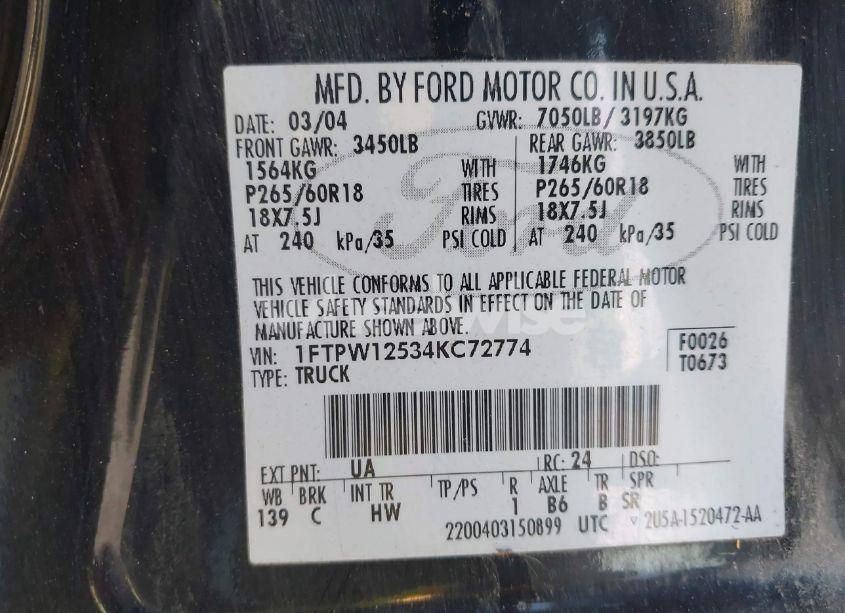 MFD. BY FORD MOTOR CO. IN U.S.A.
DATE: 03/04 GVWR: 7050LB/ 3197KG
FRONT GAWR: 3450LB REAR GAWR: 3850LB
1564KG WITH 1746KG WITH
P265/60R18 TIRES P265/60R18 TIRES
18X7.5J RIMS 18X7.5J RIMS
AT 240 kPa/35 PSI COLD AT 240 kPa/35 PSI COLD
Ford
THIS VEHICLE CONFORMS TO ALL APPLICABLE FEDERAL MOTOR
VEHICLE SAFETY STANDARDS IN EFFECT ON THE DATE OF
MANUFACTURE SHOWN ABOVE.
VIN: 1FTPW12534KC72774 F0026
TYPE: TRUCK T0673
EXT PNT: UA RC: 24 DSO:
WB BRK INT TR TP/PS R AXLE TR SPR
139 C HW 1 B6 B SR
2200403150899 UTC ▿ 2U5A-1520472-AA